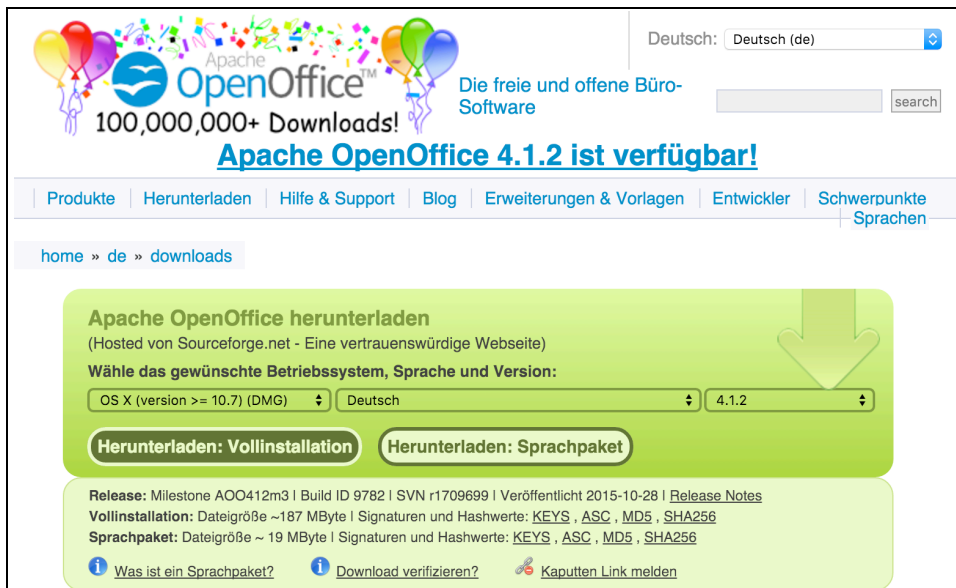 Deutsch: Deutsch (de)
Apache
OpenOffice™
Die freie und offene Büro-
Software
search
100,000,000+ Downloads!
Apache OpenOffice 4.1.2 ist verfügbar!
Produkte Herunterladen Hilfe & Support Blog Erweiterungen & Vorlagen Entwickler Schwerpunkte
Sprachen
home » de » downloads
Apache OpenOffice herunterladen
(Hosted von Sourceforge.net - Eine vertrauenswürdige Webseite)
Wähle das gewünschte Betriebssystem, Sprache und Version:
OS X (version >= 10.7) (DMG) Deutsch 4.1.2
Herunterladen: Vollinstallation Herunterladen: Sprachpaket
Release: Milestone AOO412m3 | Build ID 9782 | SVN r1709699 | Veröffentlicht 2015-10-28 | Release Notes
Vollinstallation: Dateigröße ~187 MByte | Signaturen und Hashwerte: KEYS , ASC , MD5 , SHA256
Sprachpaket: Dateigröße ~ 19 MByte | Signaturen und Hashwerte: KEYS , ASC , MD5 , SHA256
Was ist ein Sprachpaket? Download verifizieren? Kaputten Link melden